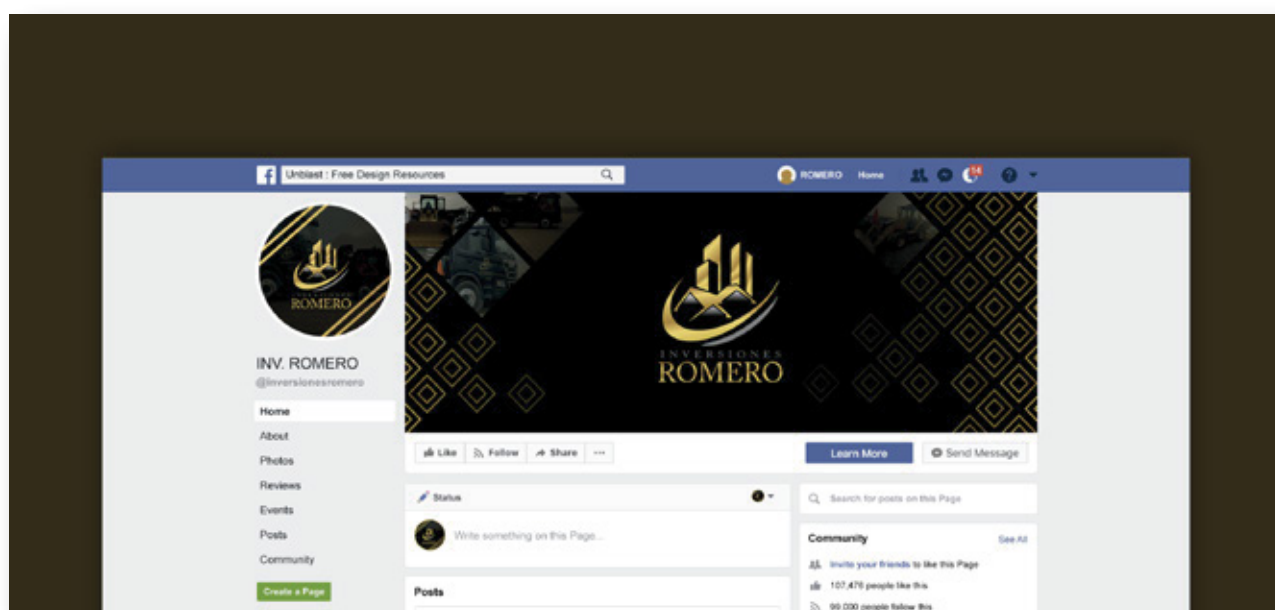 Unblast : Free Design Resources
ROMERO Home
14
INVERSIONES
ROMERO
INV. ROMERO
@inversionesromero
Home
About
Photos
Reviews
Events
Posts
Community
Create a Page
INVERSIONES
ROMERO
Like Follow Share ...
Learn More Send Message
Status
Write something on this Page...
Posts
Search for posts on this Page
Community See All
Invite your friends to like this Page
107,476 people like this
99,000 people follow this